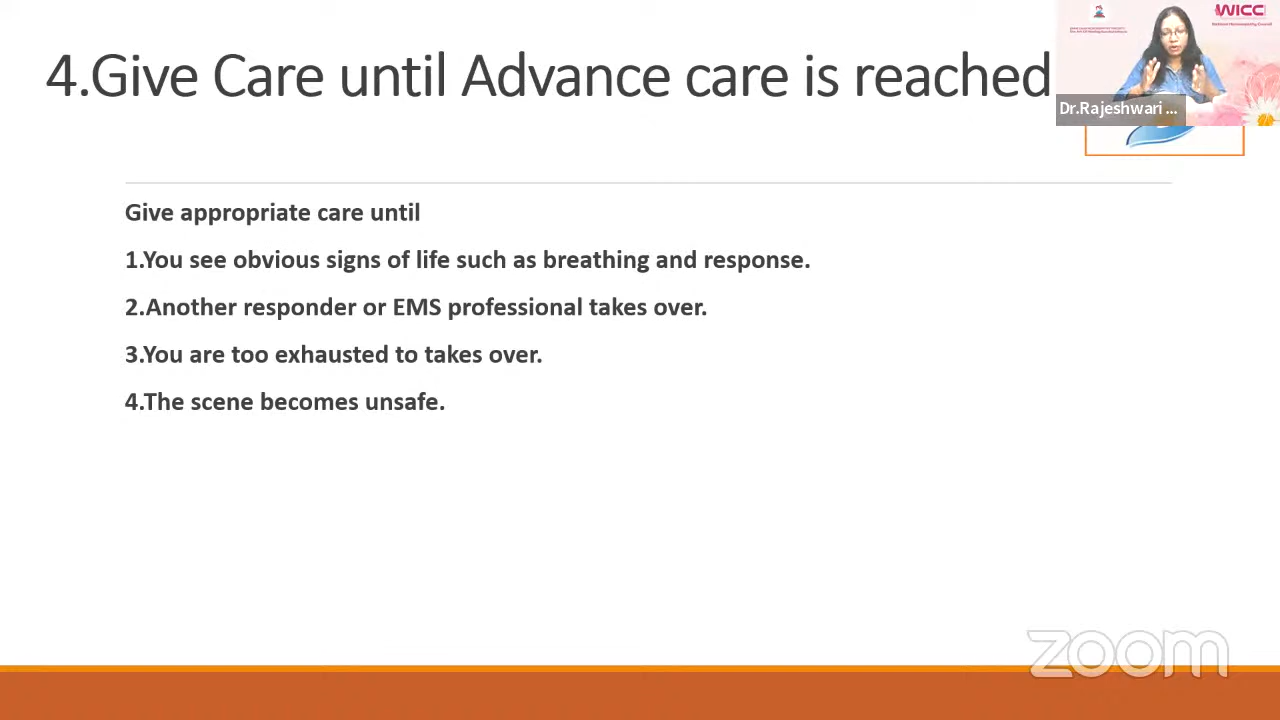 4.Give Care until Advance care is reached
WICC
Dr.Rajeshwari ...
Give appropriate care until
1.You see obvious signs of life such as breathing and response.
2.Another responder or EMS professional takes over.
3.You are too exhausted to takes over.
4.The scene becomes unsafe.
zoom